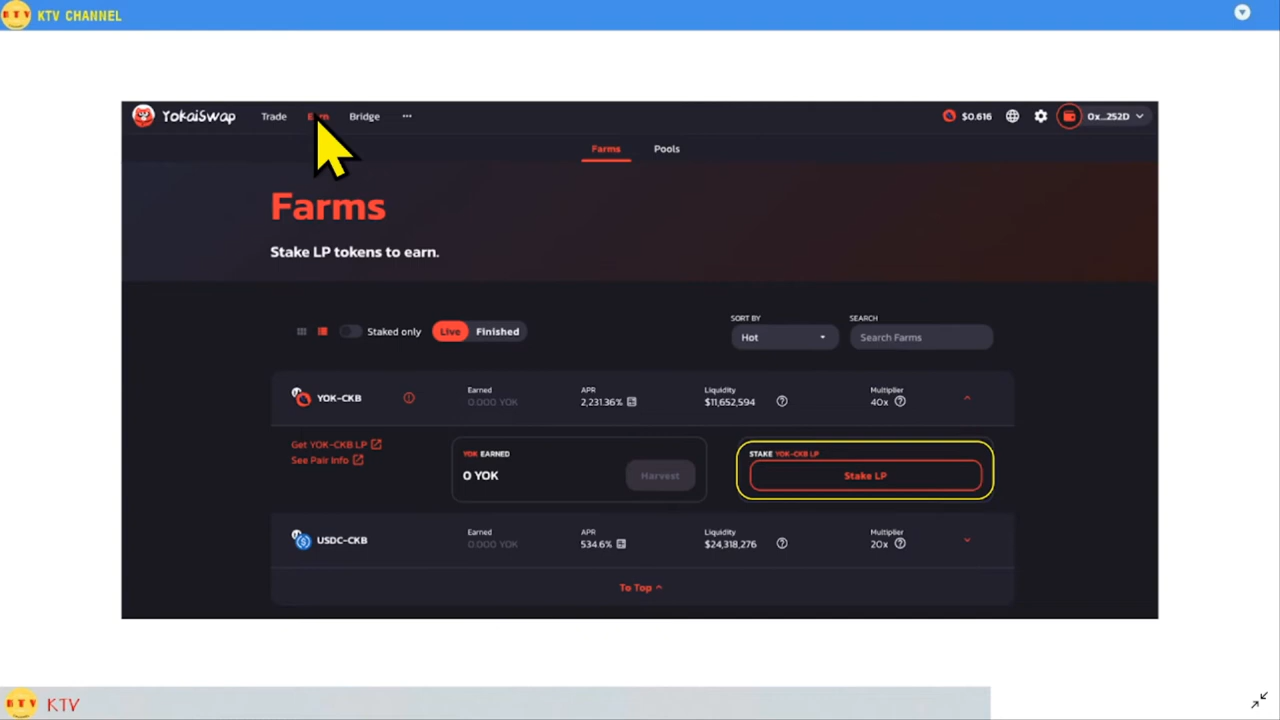 KTV CHANNEL
YokaiSwap Trade Earn Bridge ... $0.616 0x_252D
Farms Pools
Farms
Stake LP tokens to earn.
SORT BY SEARCH
Staked only Live Finished Hot Search Farms
Earned APR Liquidity Multiplier
YOK-CKB 0.000 YOK 2,231.36% $11,652,594 40x
Get YOK-CKB LP YOK EARNED STAKE YOK-CKB LP
See Pair Info
0 YOK Harvest Stake LP
Earned APR Liquidity Multiplier
USDC-CKB 0.000 YOK 534.6% $24,318,276 20x
To Top
KTV KTV